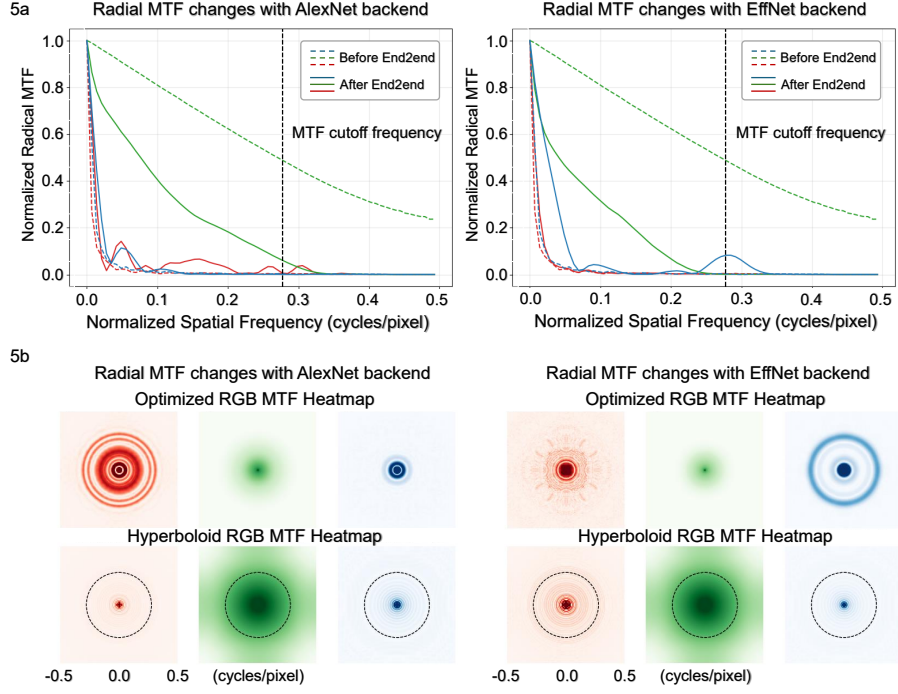 5a
Radial MTF changes with AlexNet backend
Normalized Radical MTF
1.0
0.8
0.6
0.4
0.2
0.0
Before End2end
After End2end
MTF cutoff frequency
0.0 0.1 0.2 0.3 0.4 0.5
Normalized Spatial Frequency (cycles/pixel)
Radial MTF changes with EffNet backend
Normalized Radical MTF
1.0
0.8
0.6
0.4
0.2
0.0
Before End2end
After End2end
MTF cutoff frequency
0.0 0.1 0.2 0.3 0.4 0.5
Normalized Spatial Frequency (cycles/pixel)
5b
Radial MTF changes with AlexNet backend
Optimized RGB MTF Heatmap
Hyperboloid RGB MTF Heatmap
-0.5 0.0 0.5 (cycles/pixel)
Radial MTF changes with EffNet backend
Optimized RGB MTF Heatmap
Hyperboloid RGB MTF Heatmap
-0.5 0.0 0.5 (cycles/pixel)